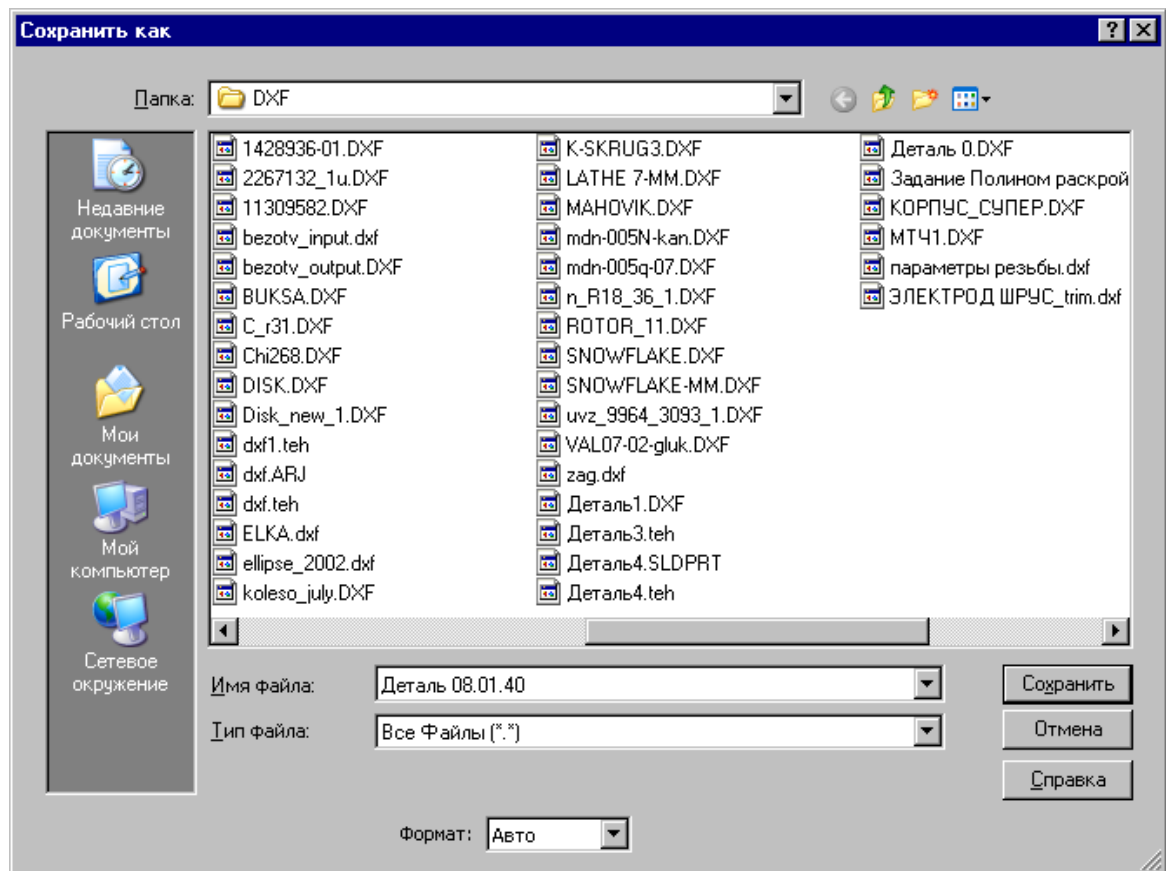 Сохранить как
Папка:
DXF
Недавние
документы
Рабочий стол
Мои
документы
Мой
компьютер
Сетевое
окружение
1428936-01.DXF
2267132_1u.DXF
11309582.DXF
bezotv_input.dxf
bezotv_output.DXF
BUKSA.DXF
C_r31.DXF
Chi268.DXF
DISK.DXF
Disk_new_1.DXF
dxf1.teh
dxf.ARJ
dxf.teh
ELKA.dxf
ellipse_2002.dxf
koleso_july.DXF
K-SKRUG3.DXF
LATHE 7-MM.DXF
MAHOVIK.DXF
mdn-005N-kan.DXF
mdn-005q-07.DXF
n_R18_36_1.DXF
ROTOR_11.DXF
SNOWFLAKE.DXF
SNOWFLAKE-MM.DXF
uvz_9964_3093_1.DXF
VAL07-02-gluk.DXF
zag.dxf
Деталь1.DXF
Деталь3.teh
Деталь4.SLDPRT
Деталь4.teh
Деталь 0.DXF
Задание Полином раскрой
КОРПУС_СУПЕР.DXF
МТЧ1.DXF
параметры резьбы.dxf
ЭЛЕКТРОД ШРУС_trim.dxf
Имя файла:
Деталь 08.01.40
Сохранить
Тип файла:
Все Файлы (*.*)
Отмена
Справка
Формат:
Авто